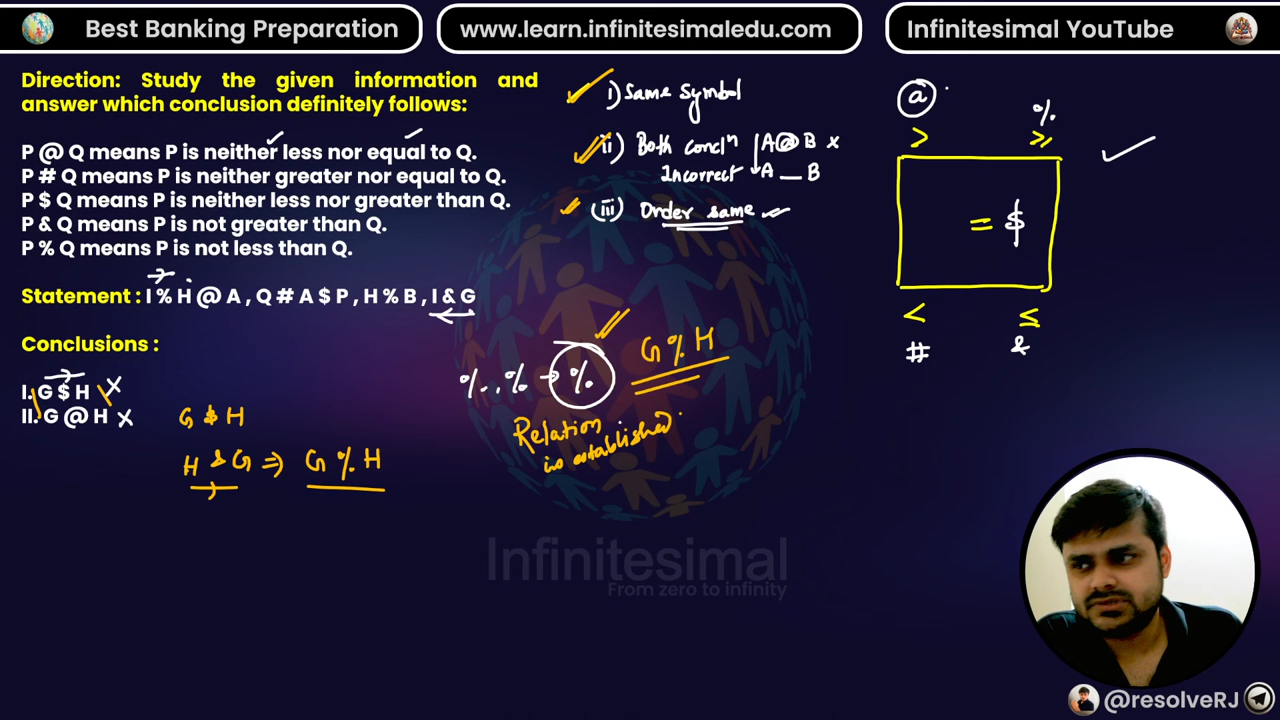 Best Banking Preparation
www.learn.infinitesimaledu.com
Infinitesimal YouTube
Direction: Study the given information and
answer which conclusion definitely follows:
P @ Q means P is neither less nor equal to Q.
P # Q means P is neither greater nor equal to Q.
P $ Q means P is neither less nor greater than Q.
P & Q means P is not greater than Q.
P % Q means P is not less than Q.
Statement : I % H @ A , Q # A $ P , H % B , I & G
Conclusions :
I. G $ H ×
II. G @ H ×
G $ H
H & G ⇒ G % H
i) Same symbol
ii) Both concln A @ B ×
Incorrect A __ B
(iii) Order same
%, % → %
G % H
Relation
is established
@ %
> ≥
= $
< ≤
# &
Infinitesimal
From zero to infinity
@resolveRJ